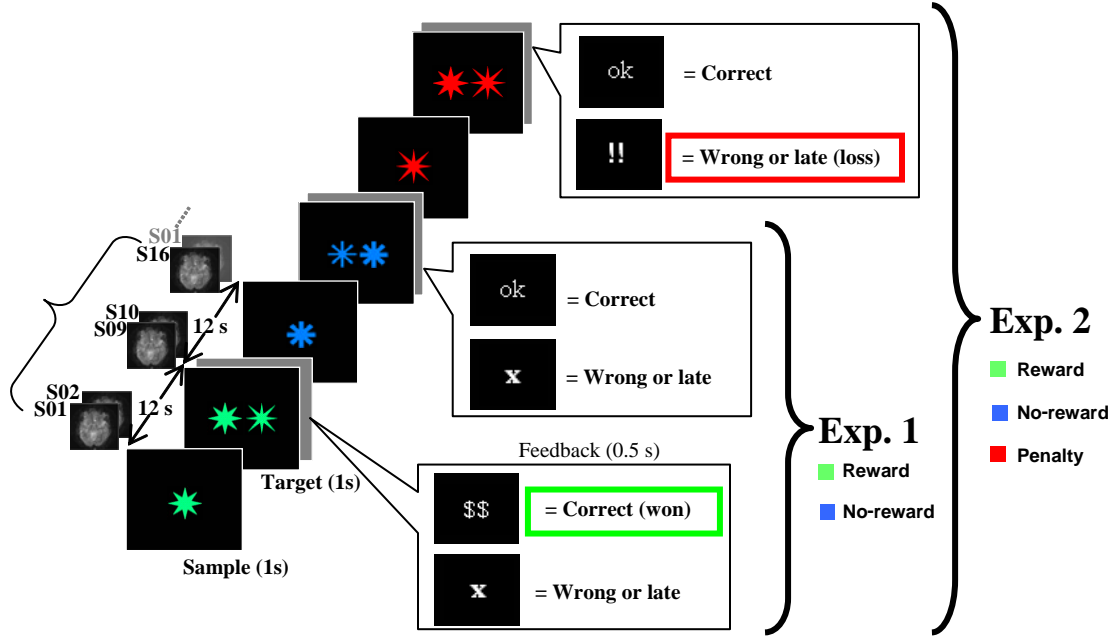 ok
= Correct
!!
= Wrong or late (loss)
S01
S16
S10
S09
12 s
S02
S01
12 s
ok
= Correct
x
= Wrong or late
Feedback (0.5 s)
Target (1s)
$$
= Correct (won)
Sample (1s)
x
= Wrong or late
Exp. 1
Reward
No-reward
Exp. 2
Reward
No-reward
Penalty